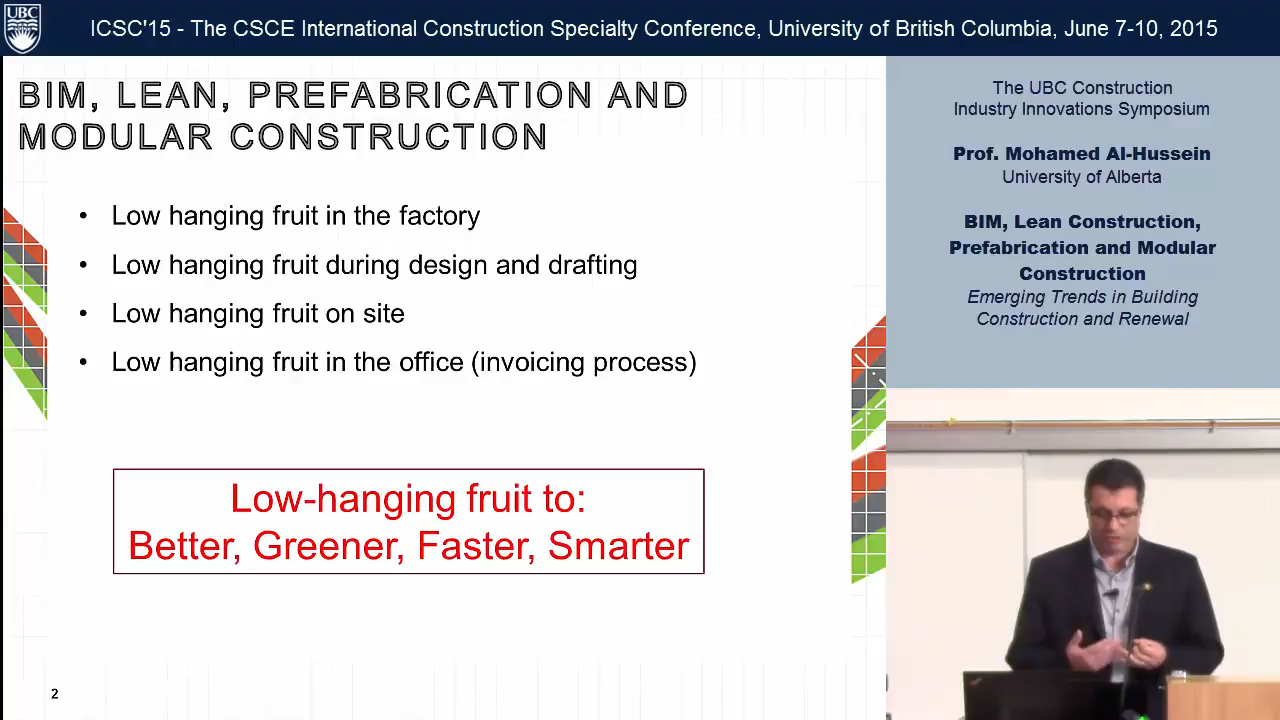 UBC
ICSC'15 - The CSCE International Construction Specialty Conference, University of British Columbia, June 7-10, 2015
BIM, LEAN, PREFABRICATION AND
MODULAR CONSTRUCTION
• Low hanging fruit in the factory
• Low hanging fruit during design and drafting
• Low hanging fruit on site
• Low hanging fruit in the office (invoicing process)
Low-hanging fruit to:
Better, Greener, Faster, Smarter
2
The UBC Construction
Industry Innovations Symposium
Prof. Mohamed Al-Hussein
University of Alberta
BIM, Lean Construction,
Prefabrication and Modular
Construction
Emerging Trends in Building
Construction and Renewal